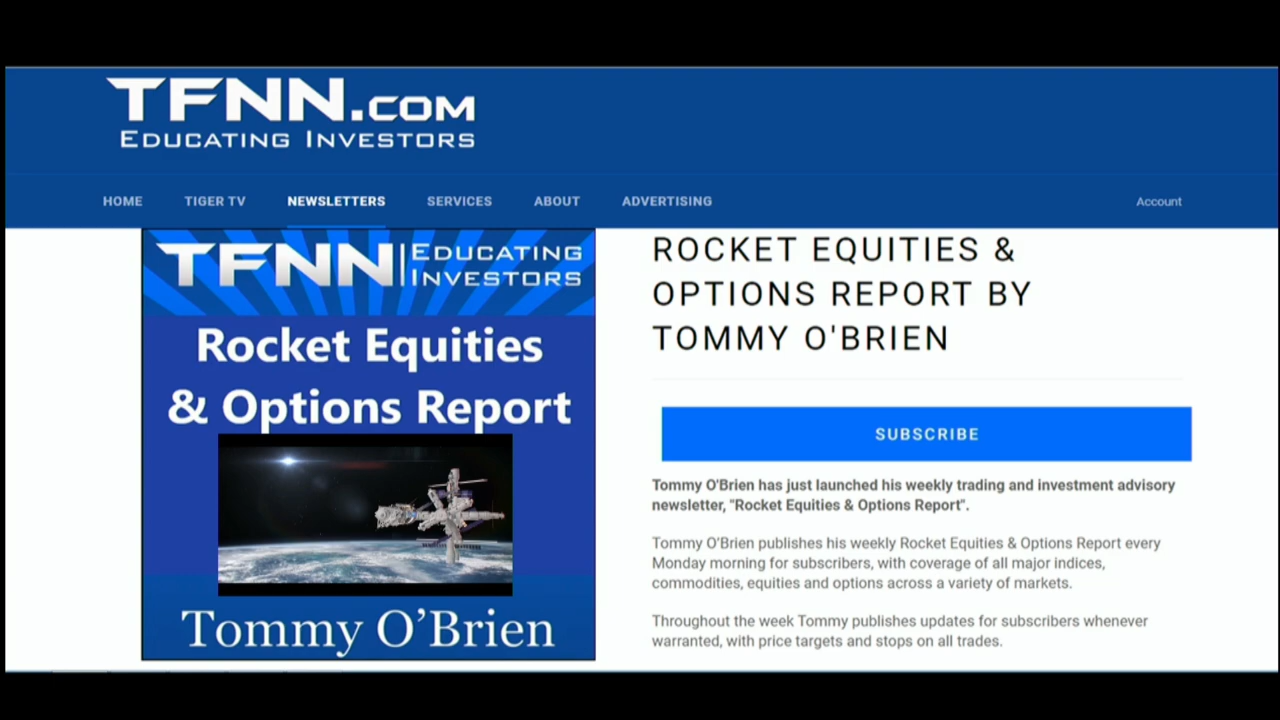 TFNN.COM
EDUCATING INVESTORS
HOME TIGER TV NEWSLETTERS SERVICES ABOUT ADVERTISING Account
TFNN | EDUCATING INVESTORS
Rocket Equities
& Options Report
Tommy O’Brien
ROCKET EQUITIES &
OPTIONS REPORT BY
TOMMY O'BRIEN
SUBSCRIBE
Tommy O'Brien has just launched his weekly trading and investment advisory
newsletter, "Rocket Equities & Options Report".
Tommy O'Brien publishes his weekly Rocket Equities & Options Report every
Monday morning for subscribers, with coverage of all major indices,
commodities, equities and options across a variety of markets.
Throughout the week Tommy publishes updates for subscribers whenever
warranted, with price targets and stops on all trades.